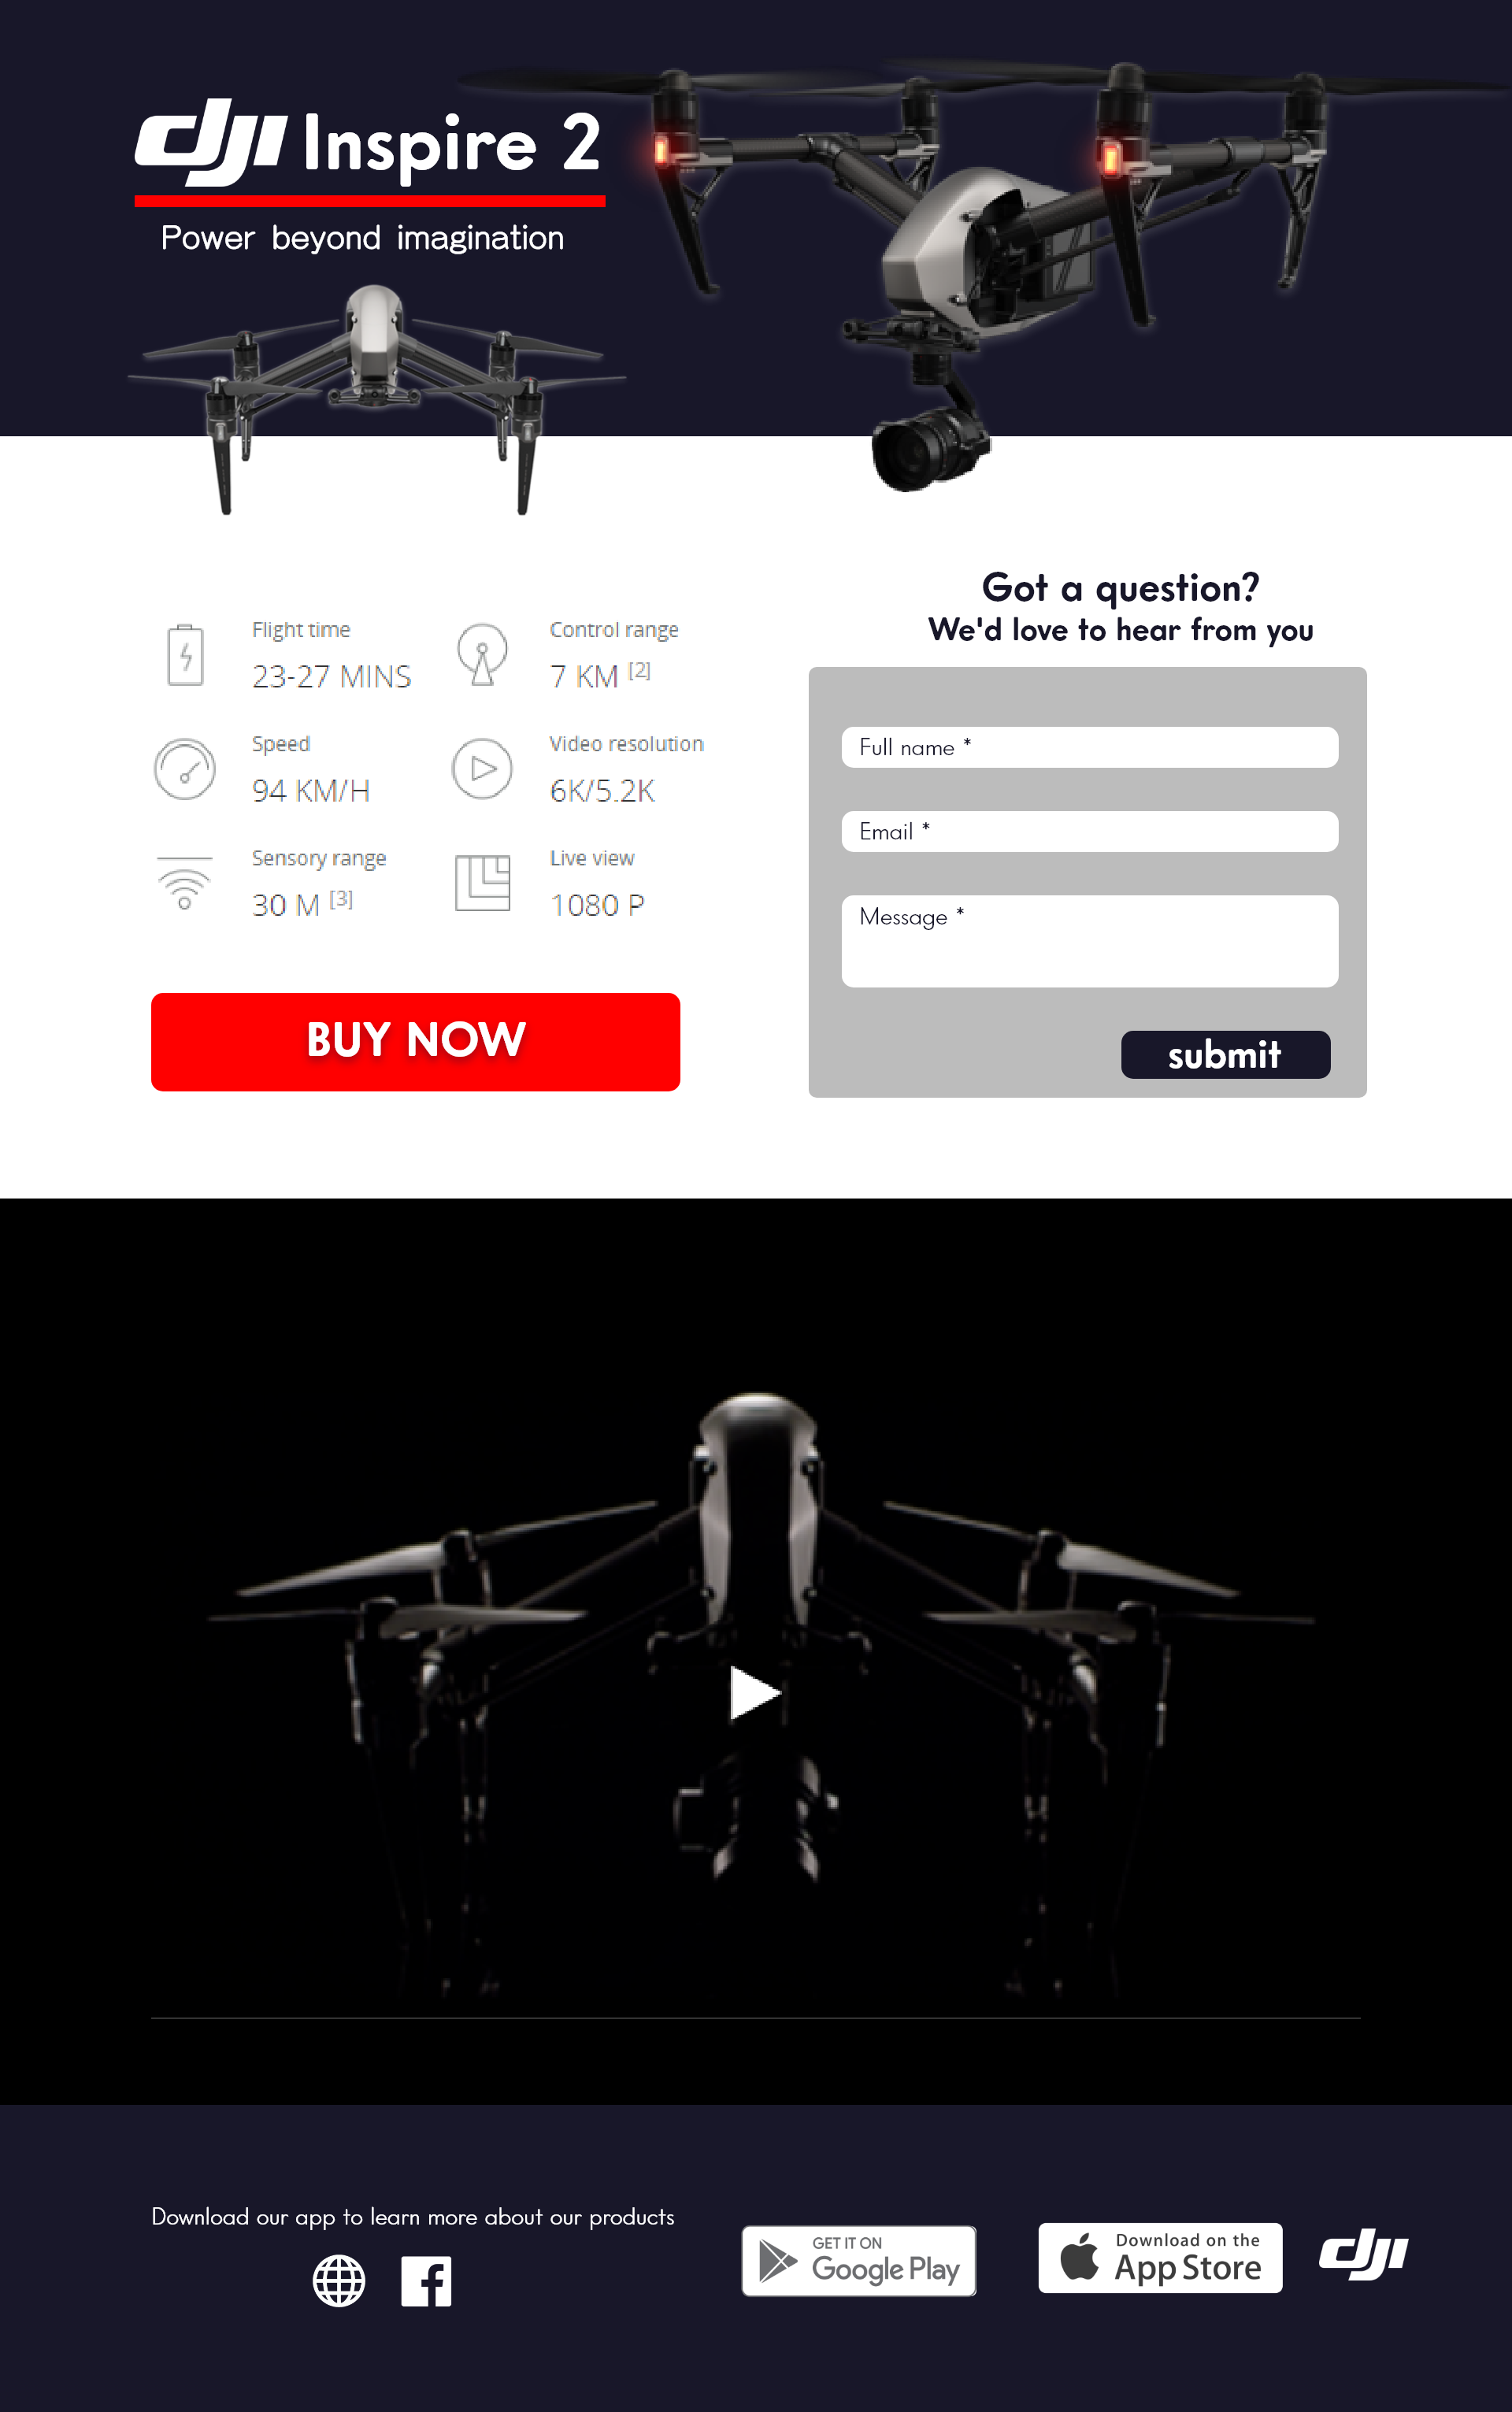 dji Inspire 2
Power beyond imagination
Flight time
23-27 MINS
Control range
7 KM [2]
Speed
94 KM/H
Video resolution
6K/5.2K
Sensory range
30 M [3]
Live view
1080 P
BUY NOW
Got a question?
We'd love to hear from you
Full name *
Email *
Message *
submit
Download our app to learn more about our products
GET IT ON
Google Play
Download on the
App Store
dji